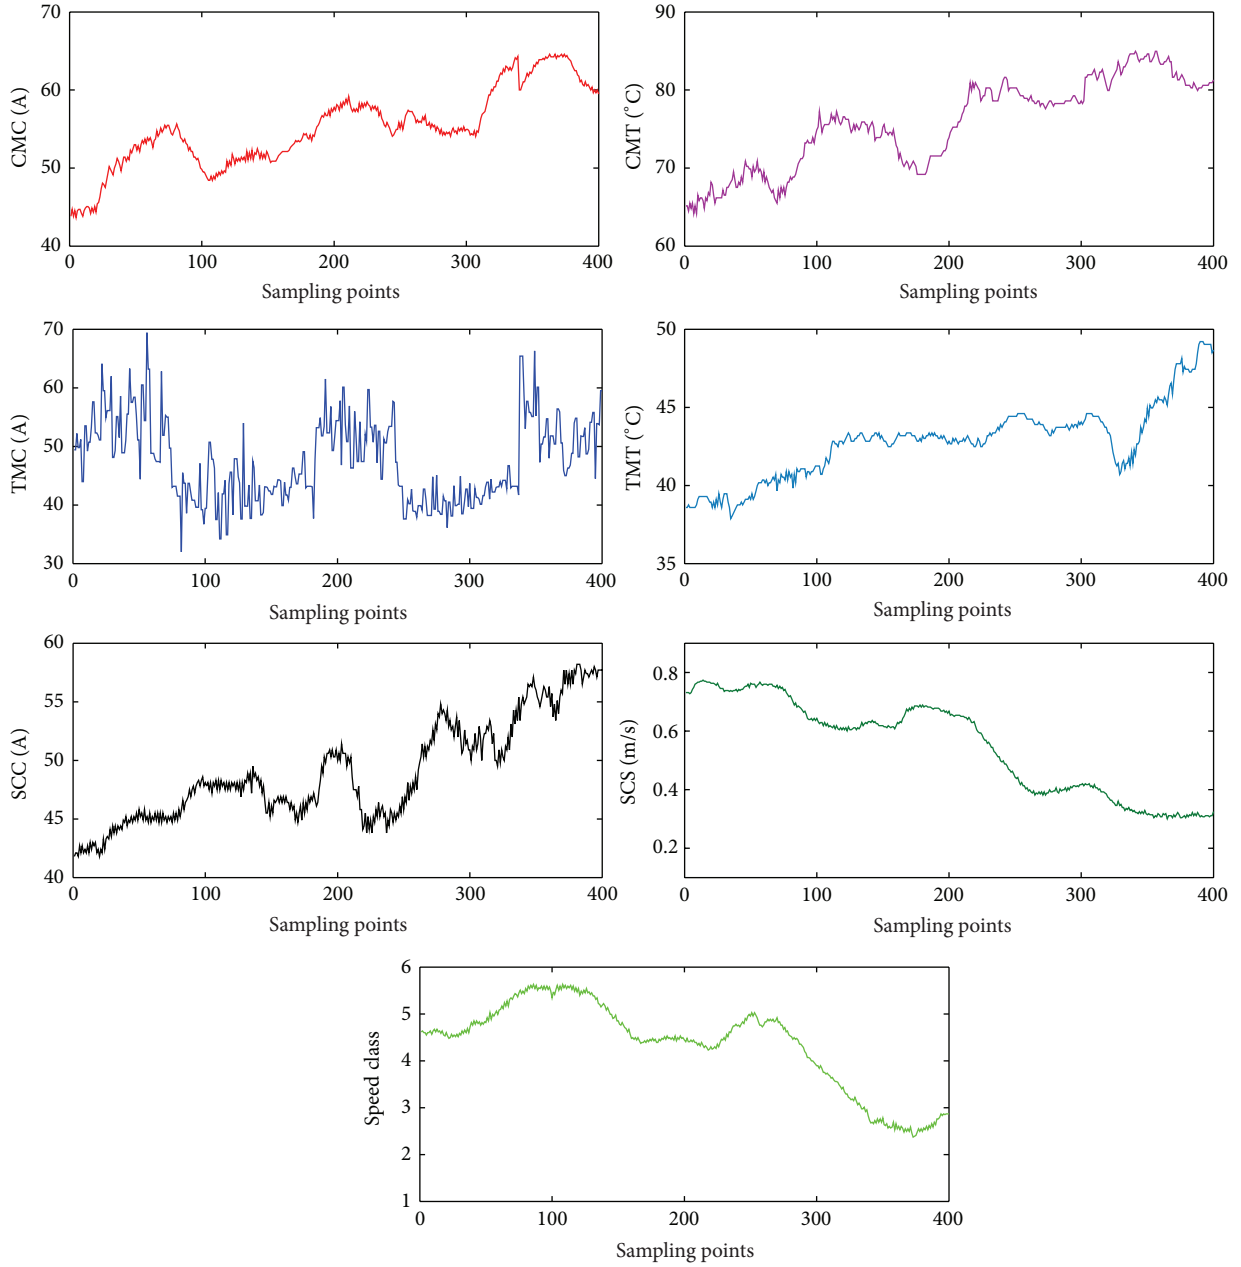 70
60
50
40
CMC (A)
0 100 200 300 400
Sampling points
90
80
70
60
CMT (°C)
0 100 200 300 400
Sampling points
70
60
50
40
30
TMC (A)
0 100 200 300 400
Sampling points
50
45
40
35
TMT (°C)
0 100 200 300 400
Sampling points
60
55
50
45
40
SCC (A)
0 100 200 300 400
Sampling points
0.8
0.6
0.4
0.2
SCS (m/s)
0 100 200 300 400
Sampling points
6
5
4
3
2
1
Speed class
0 100 200 300 400
Sampling points